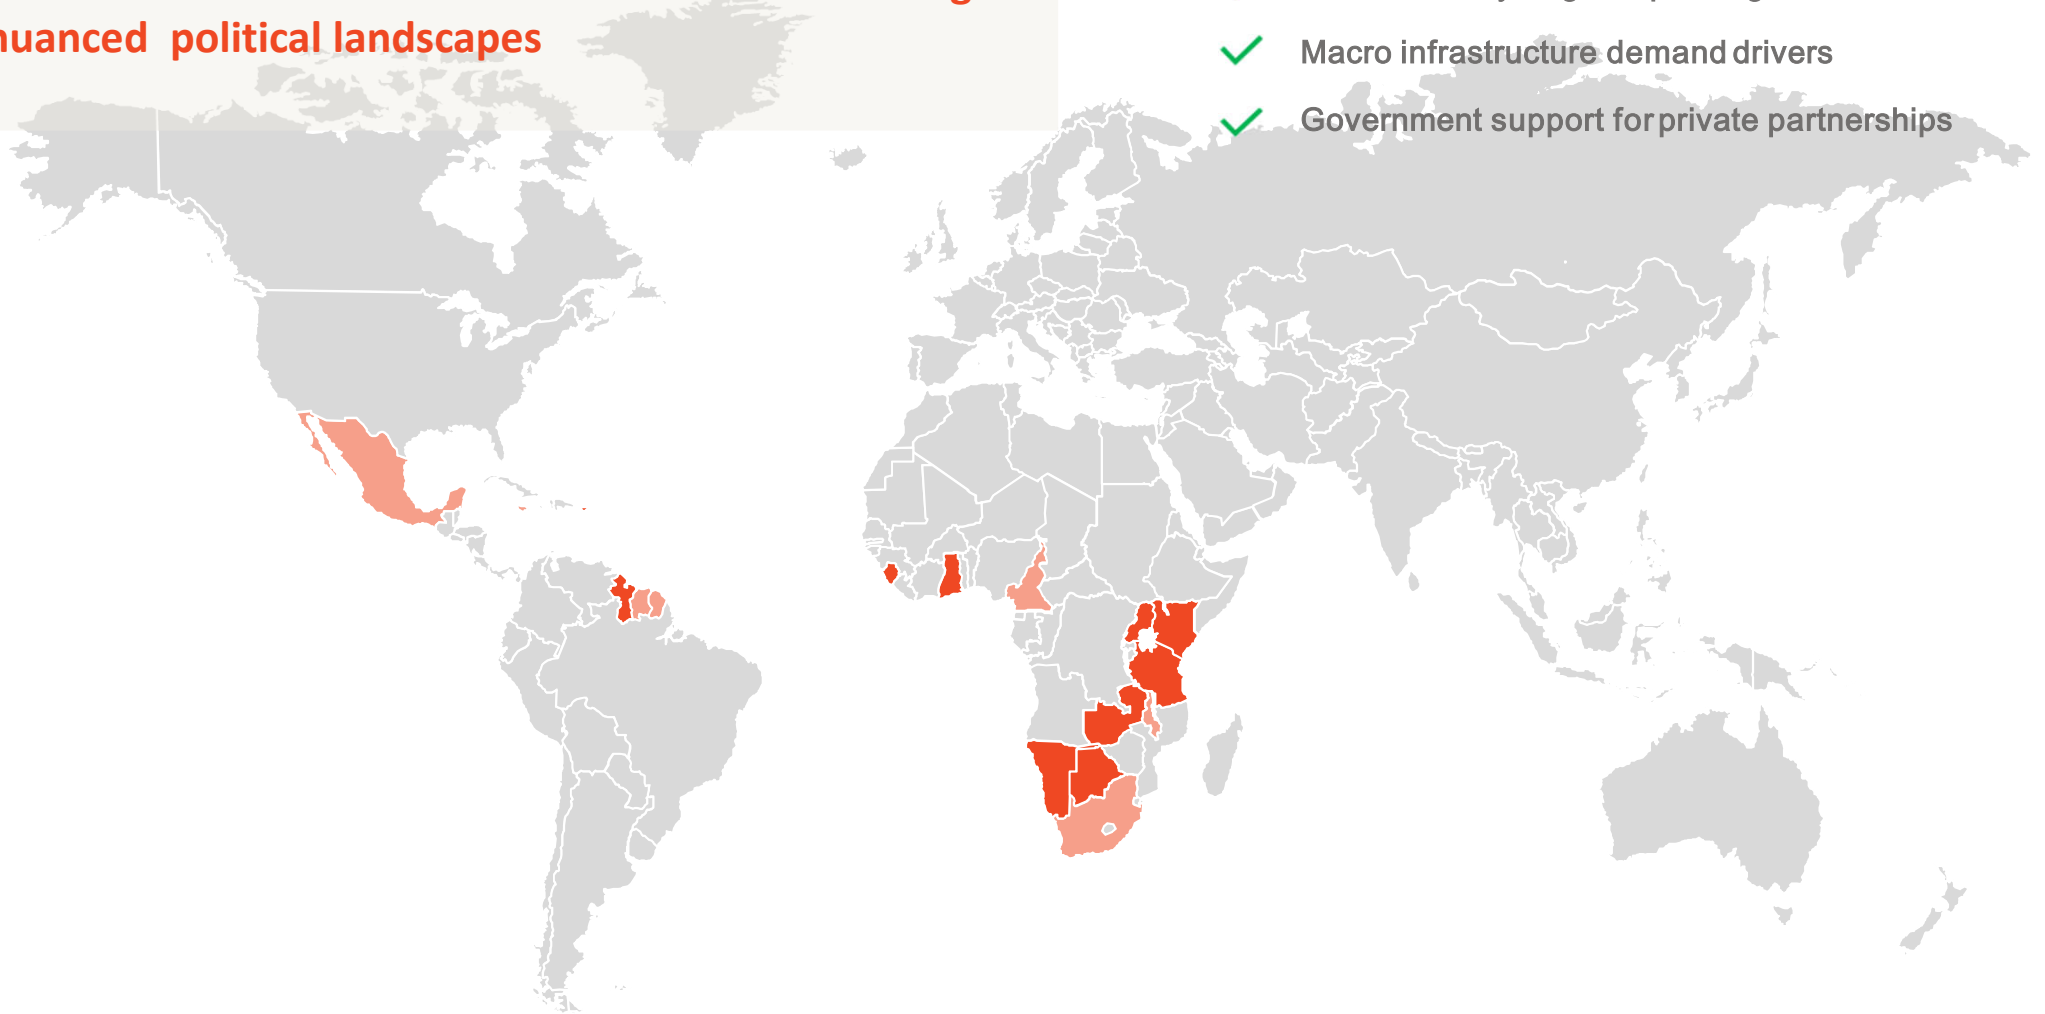 nuanced political landscapes
Macro infrastructure demand drivers
Government support for private partnerships